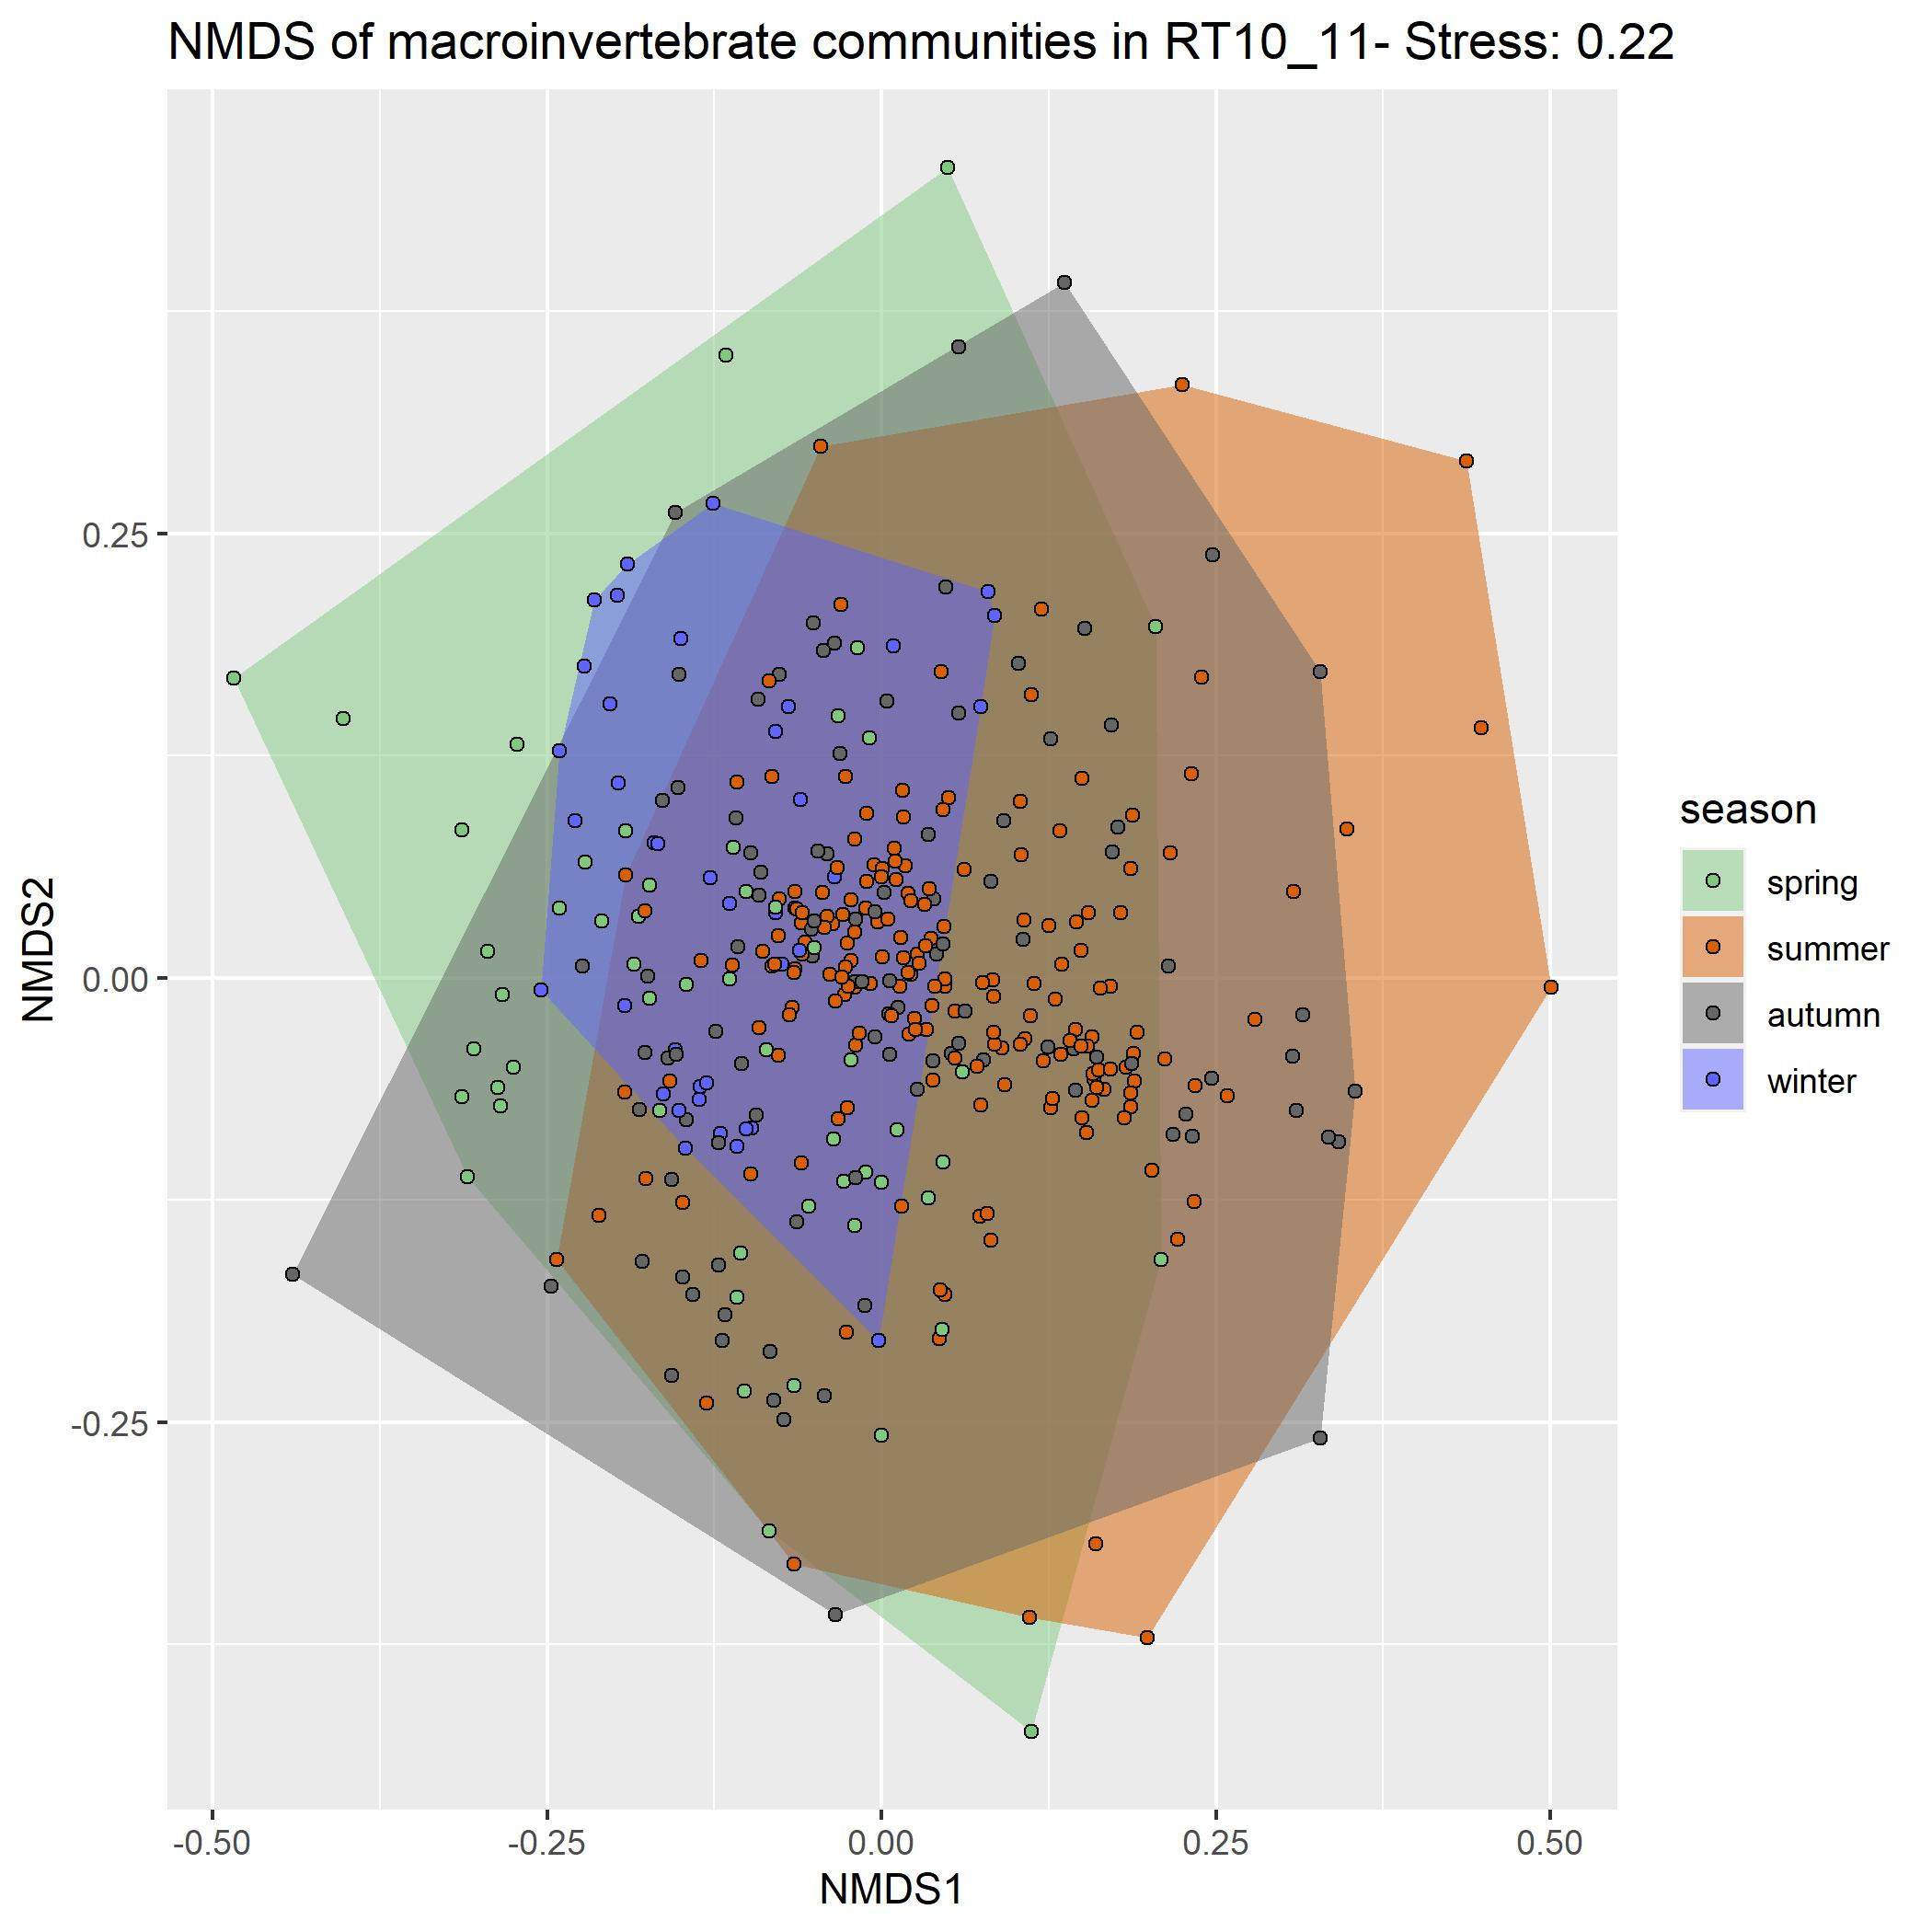 NMDS of macroinvertebrate communities in RT10_11- Stress: 0.22
NMDS2
0.25
0.00
-0.25
-0.50
-0.25
0.00
0.25
0.50
NMDS1
season
spring
summer
autumn
winter